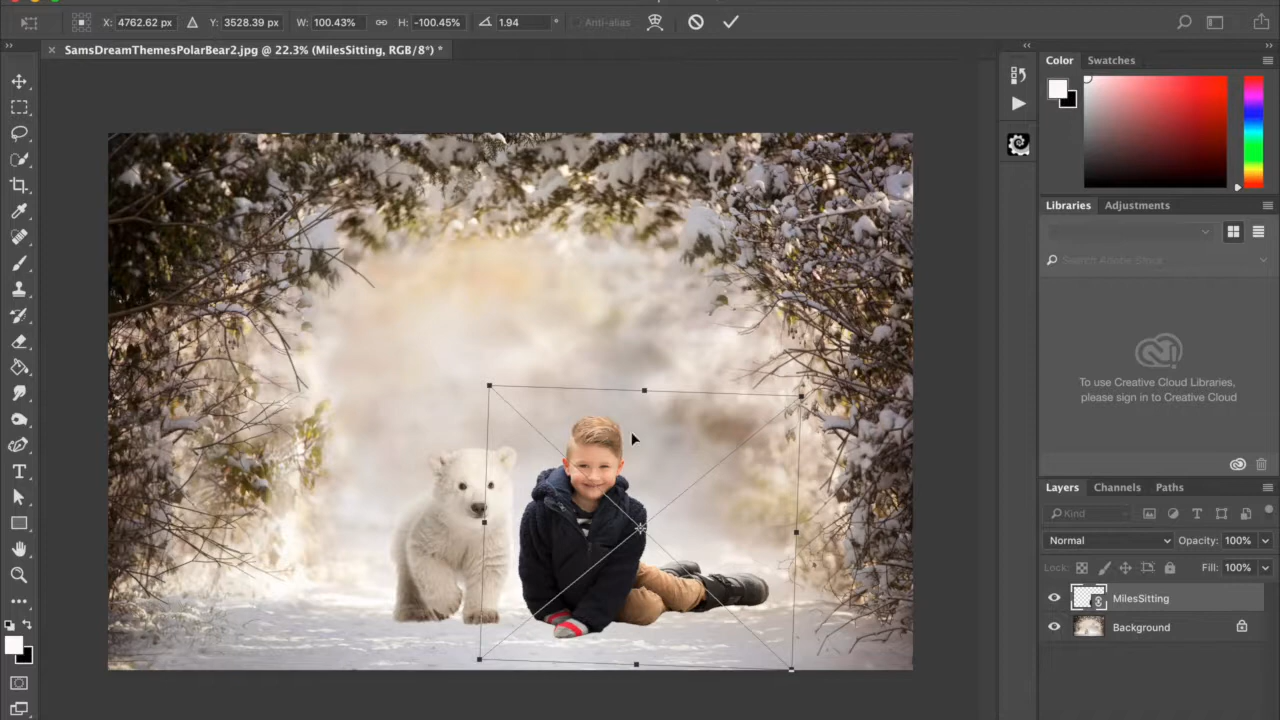 X: 4762.62 px Y: 3528.39 px W: 100.43% H: -100.45% 1.94 ° Anti-alias
× SamsDreamThemesPolarBear2.jpg @ 22.3% (MilesSitting, RGB/8*) *
Color Swatches
Libraries Adjustments
Search Adobe Stock
To use Creative Cloud Libraries,
please sign in to Creative Cloud
Layers Channels Paths
Kind
Normal Opacity: 100%
Lock: Fill: 100%
MilesSitting
Background